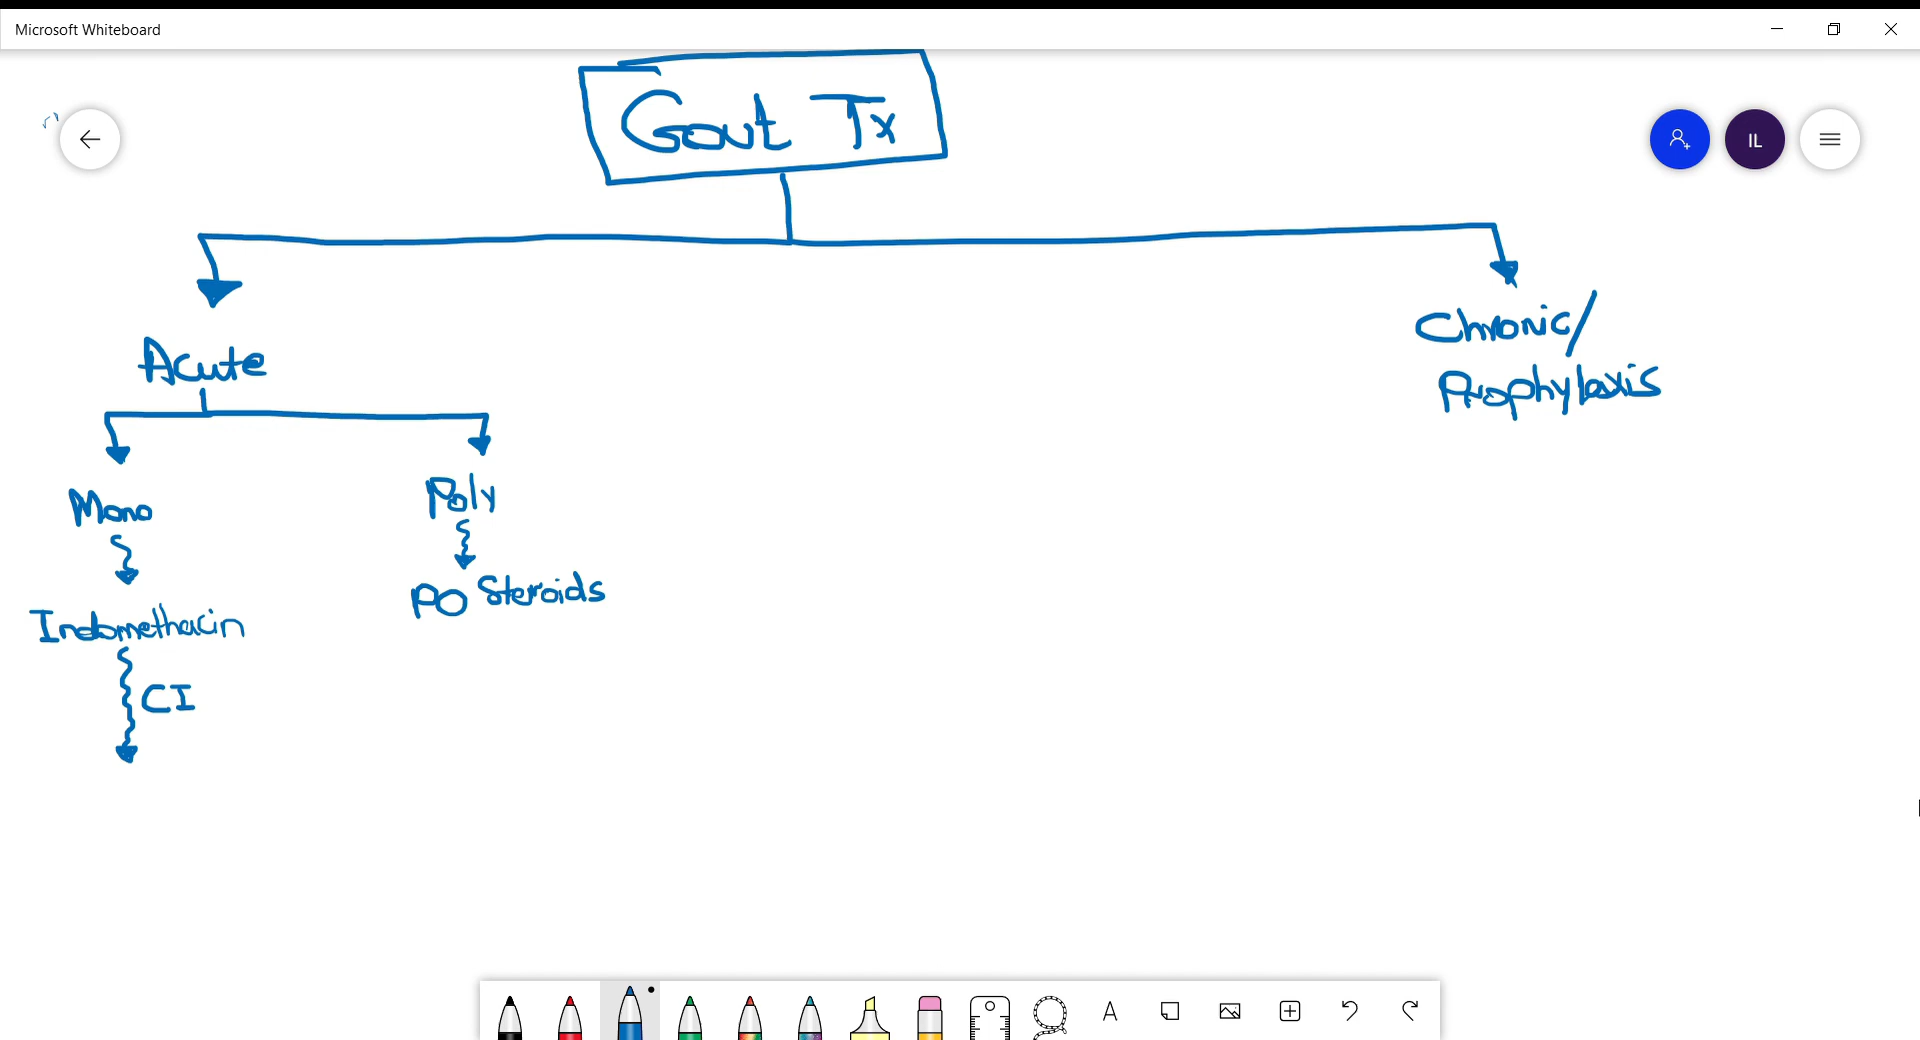 Microsoft Whiteboard
Gout Tx
IL
Acute
Chronic/
Prophylaxis
Mono
Poly
Indomethacin
PO Steroids
CI
A